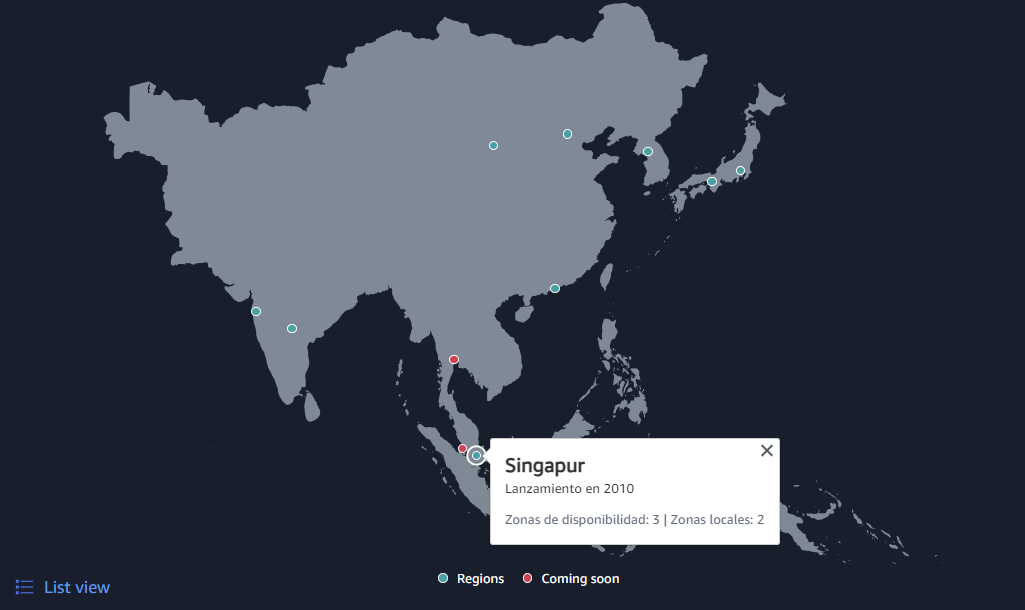 Singapur
Lanzamiento en 2010
Zonas de disponibilidad: 3 | Zonas locales: 2
List view
Regions
Coming soon